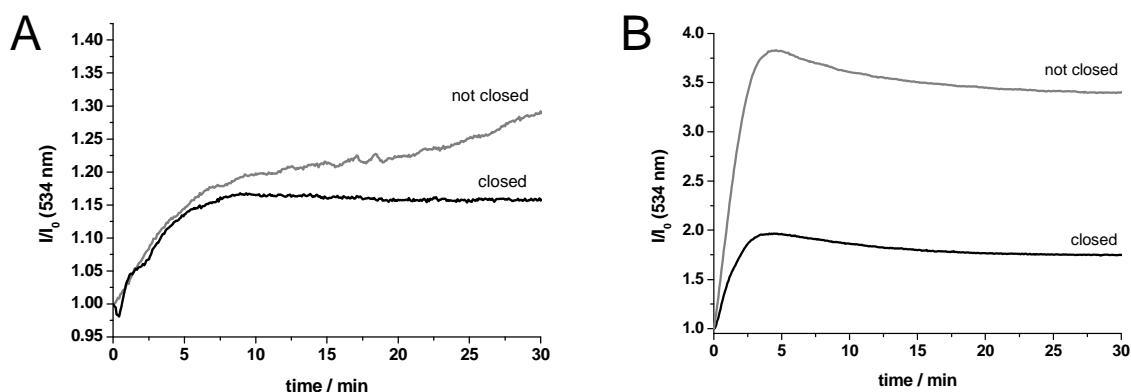 A
I/I₀ (534 nm)
1.40
1.35
1.30
1.25
1.20
1.15
1.10
1.05
1.00
0.95
not closed
closed
0 5 10 15 20 25 30
time / min
B
I/I₀ (534 nm)
4.0
3.5
3.0
2.5
2.0
1.5
1.0
not closed
closed
0 5 10 15 20 25 30
time / min